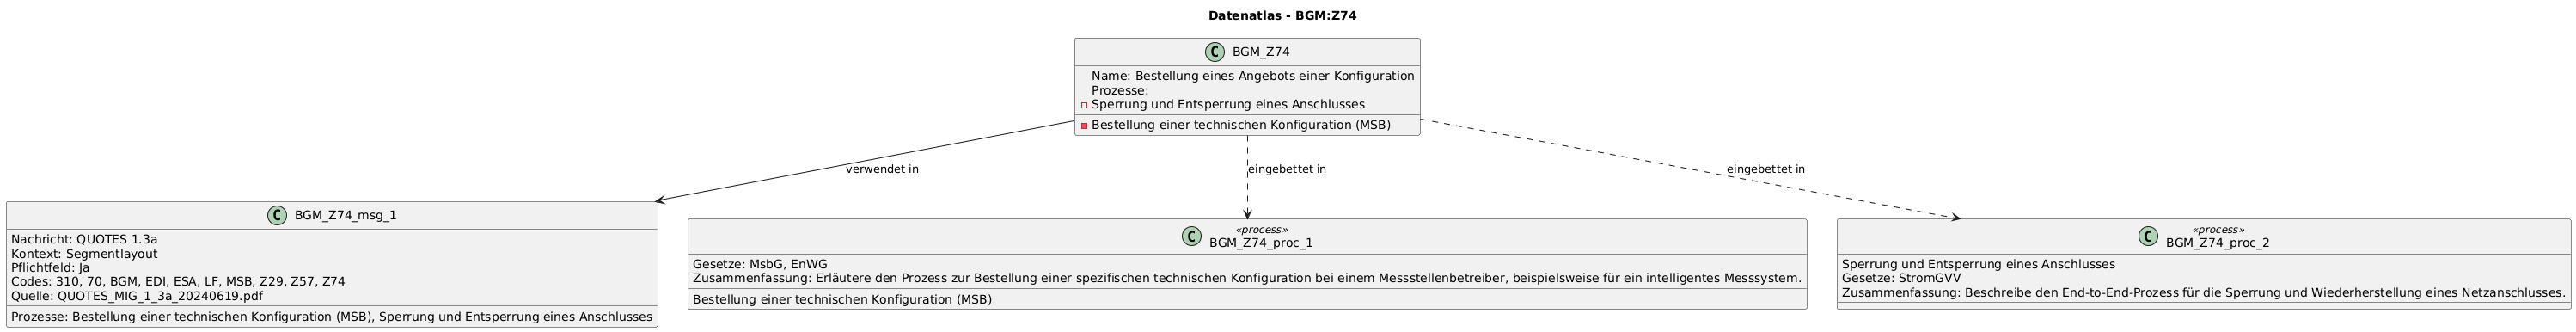 Datenatlas - BGM:Z74
C BGM_Z74
Name: Bestellung eines Angebots einer Konfiguration
Prozesse:
Sperrung und Entsperrung eines Anschlusses
Bestellung einer technischen Konfiguration (MSB)
verwendet in
eingebettet in
eingebettet in
C BGM_Z74_msg_1
Nachricht: QUOTES 1.3a
Kontext: Segmentlayout
Pflichtfeld: Ja
Codes: 310, 70, BGM, EDI, ESA, LF, MSB, Z29, Z57, Z74
Quelle: QUOTES_MIG_1_3a_20240619.pdf
Prozesse: Bestellung einer technischen Konfiguration (MSB), Sperrung und Entsperrung eines Anschlusses
«process»
C BGM_Z74_proc_1
Gesetze: MsbG, EnWG
Zusammenfassung: Erläutere den Prozess zur Bestellung einer spezifischen technischen Konfiguration bei einem Messstellenbetreiber, beispielsweise für ein intelligentes Messsystem.
Bestellung einer technischen Konfiguration (MSB)
«process»
C BGM_Z74_proc_2
Sperrung und Entsperrung eines Anschlusses
Gesetze: StromGVV
Zusammenfassung: Beschreibe den End-to-End-Prozess für die Sperrung und Wiederherstellung eines Netzanschlusses.